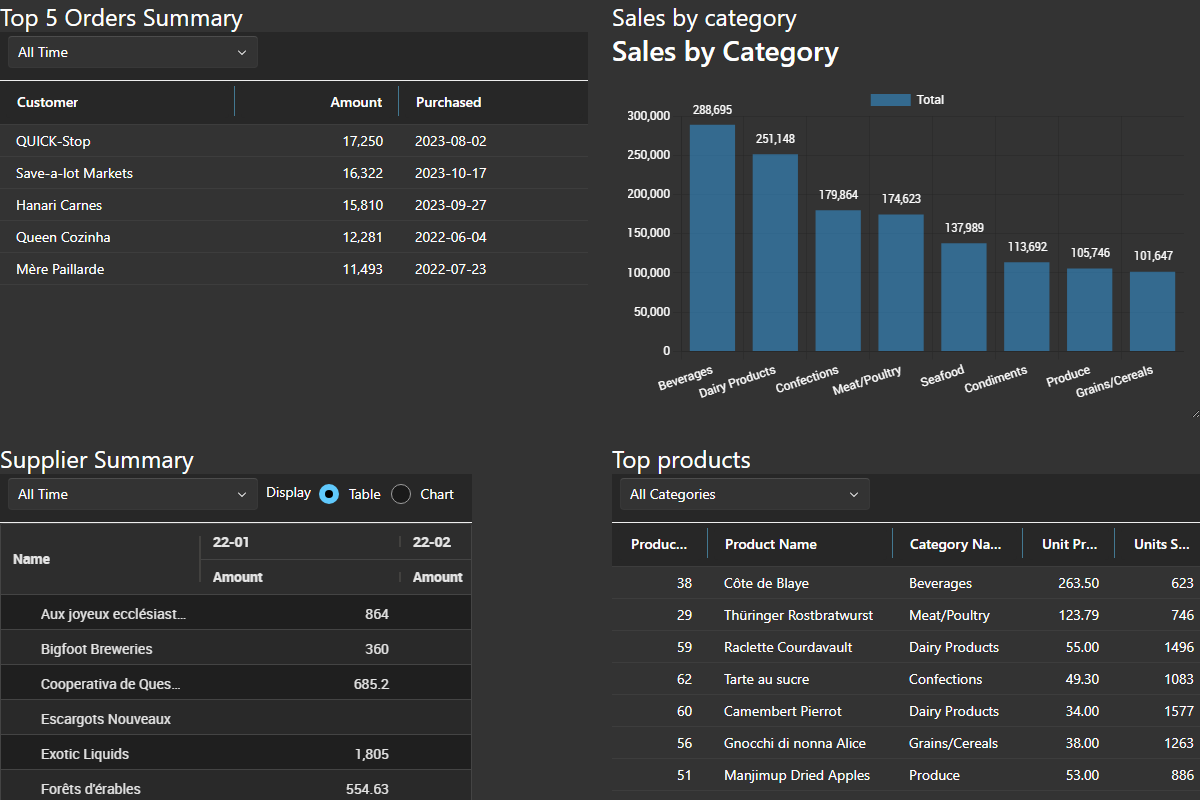 Top 5 Orders Summary
All Time
Customer Amount Purchased
QUICK-Stop 17,250 2023-08-02
Save-a-lot Markets 16,322 2023-10-17
Hanari Carnes 15,810 2023-09-27
Queen Cozinha 12,281 2022-06-04
Mère Paillarde 11,493 2022-07-23
Sales by category
Sales by Category
Total
300,000
250,000
200,000
150,000
100,000
50,000
0
288,695
251,148
179,864
174,623
137,989
113,692
105,746
101,647
Beverages
Dairy Products
Confections
Meat/Poultry
Seafood
Condiments
Produce
Grains/Cereals
Supplier Summary
All Time Display Table Chart
Name 22-01 22-02
Amount Amount
Aux joyeux ecclésiast... 864
Bigfoot Breweries 360
Cooperativa de Ques... 685.2
Escargots Nouveaux
Exotic Liquids 1,805
Forêts d'érables 554.63
Top products
All Categories
Produc... Product Name Category Na... Unit Pr... Units S...
38 Côte de Blaye Beverages 263.50 623
29 Thüringer Rostbratwurst Meat/Poultry 123.79 746
59 Raclette Courdavault Dairy Products 55.00 1496
62 Tarte au sucre Confections 49.30 1083
60 Camembert Pierrot Dairy Products 34.00 1577
56 Gnocchi di nonna Alice Grains/Cereals 38.00 1263
51 Manjimup Dried Apples Produce 53.00 886